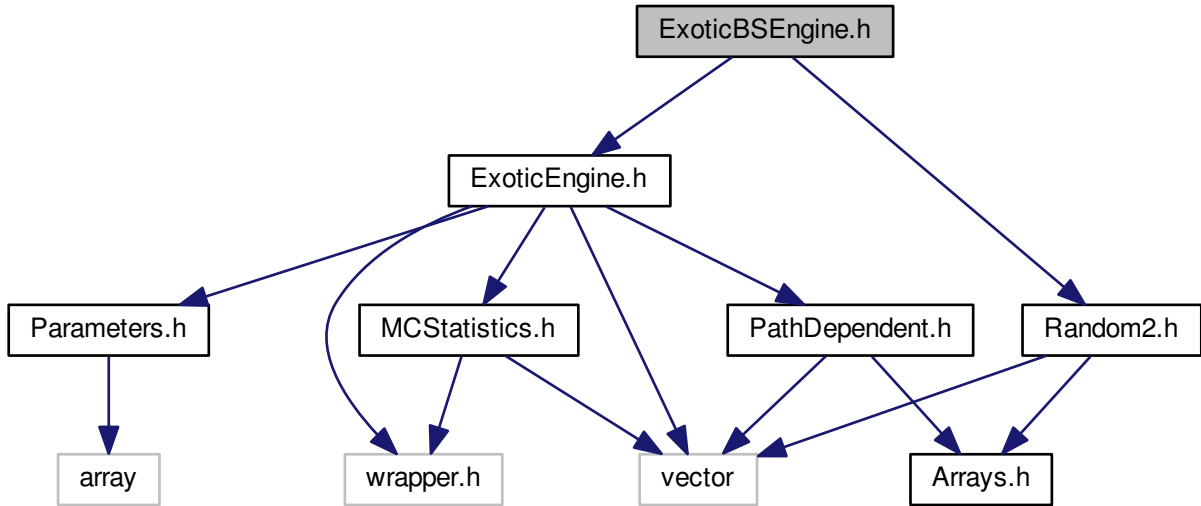 ExoticBSEngine.h
ExoticEngine.h
Parameters.h
MCStatistics.h
PathDependent.h
Random2.h
array
wrapper.h
vector
Arrays.h